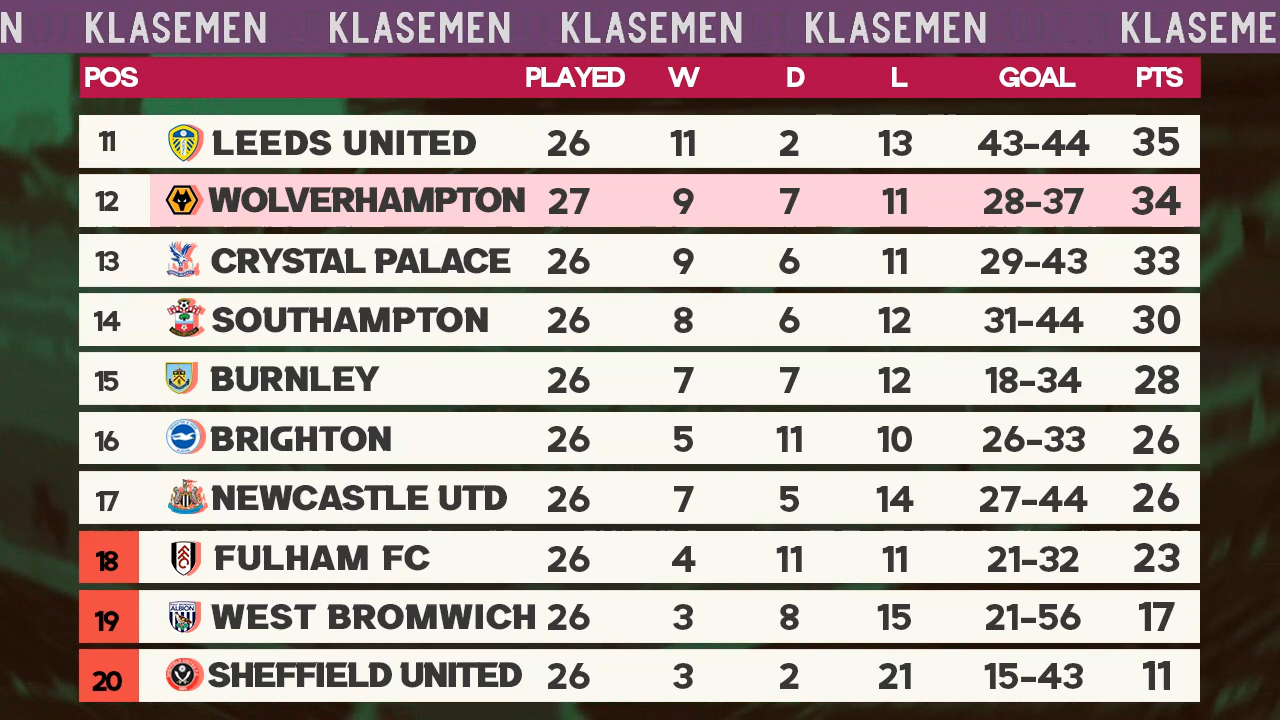 N KLASEMEN KLASEMEN KLASEMEN KLASEMEN KLASEME
POS PLAYED W D L GOAL PTS
11 LEEDS UNITED 26 11 2 13 43-44 35
12 WOLVERHAMPTON 27 9 7 11 28-37 34
13 CRYSTAL PALACE 26 9 6 11 29-43 33
14 SOUTHAMPTON 26 8 6 12 31-44 30
15 BURNLEY 26 7 7 12 18-34 28
16 BRIGHTON 26 5 11 10 26-33 26
17 NEWCASTLE UTD 26 7 5 14 27-44 26
18 FULHAM FC 26 4 11 11 21-32 23
19 WEST BROMWICH 26 3 8 15 21-56 17
20 SHEFFIELD UNITED 26 3 2 21 15-43 11